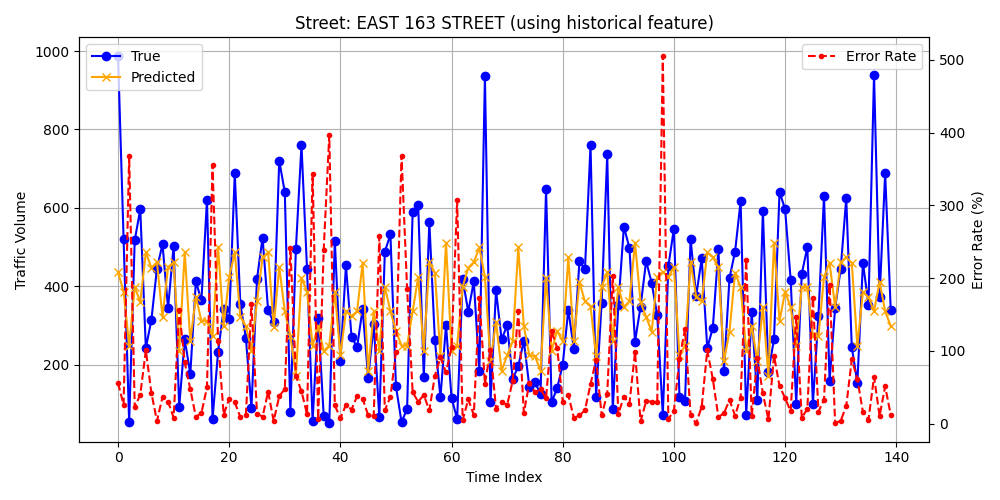 Street: EAST 163 STREET (using historical feature)
True
Predicted
Error Rate
Traffic Volume
1000
800
600
400
200
500
400
300
200
100
0
Error Rate (%)
0 20 40 60 80 100 120 140
Time Index